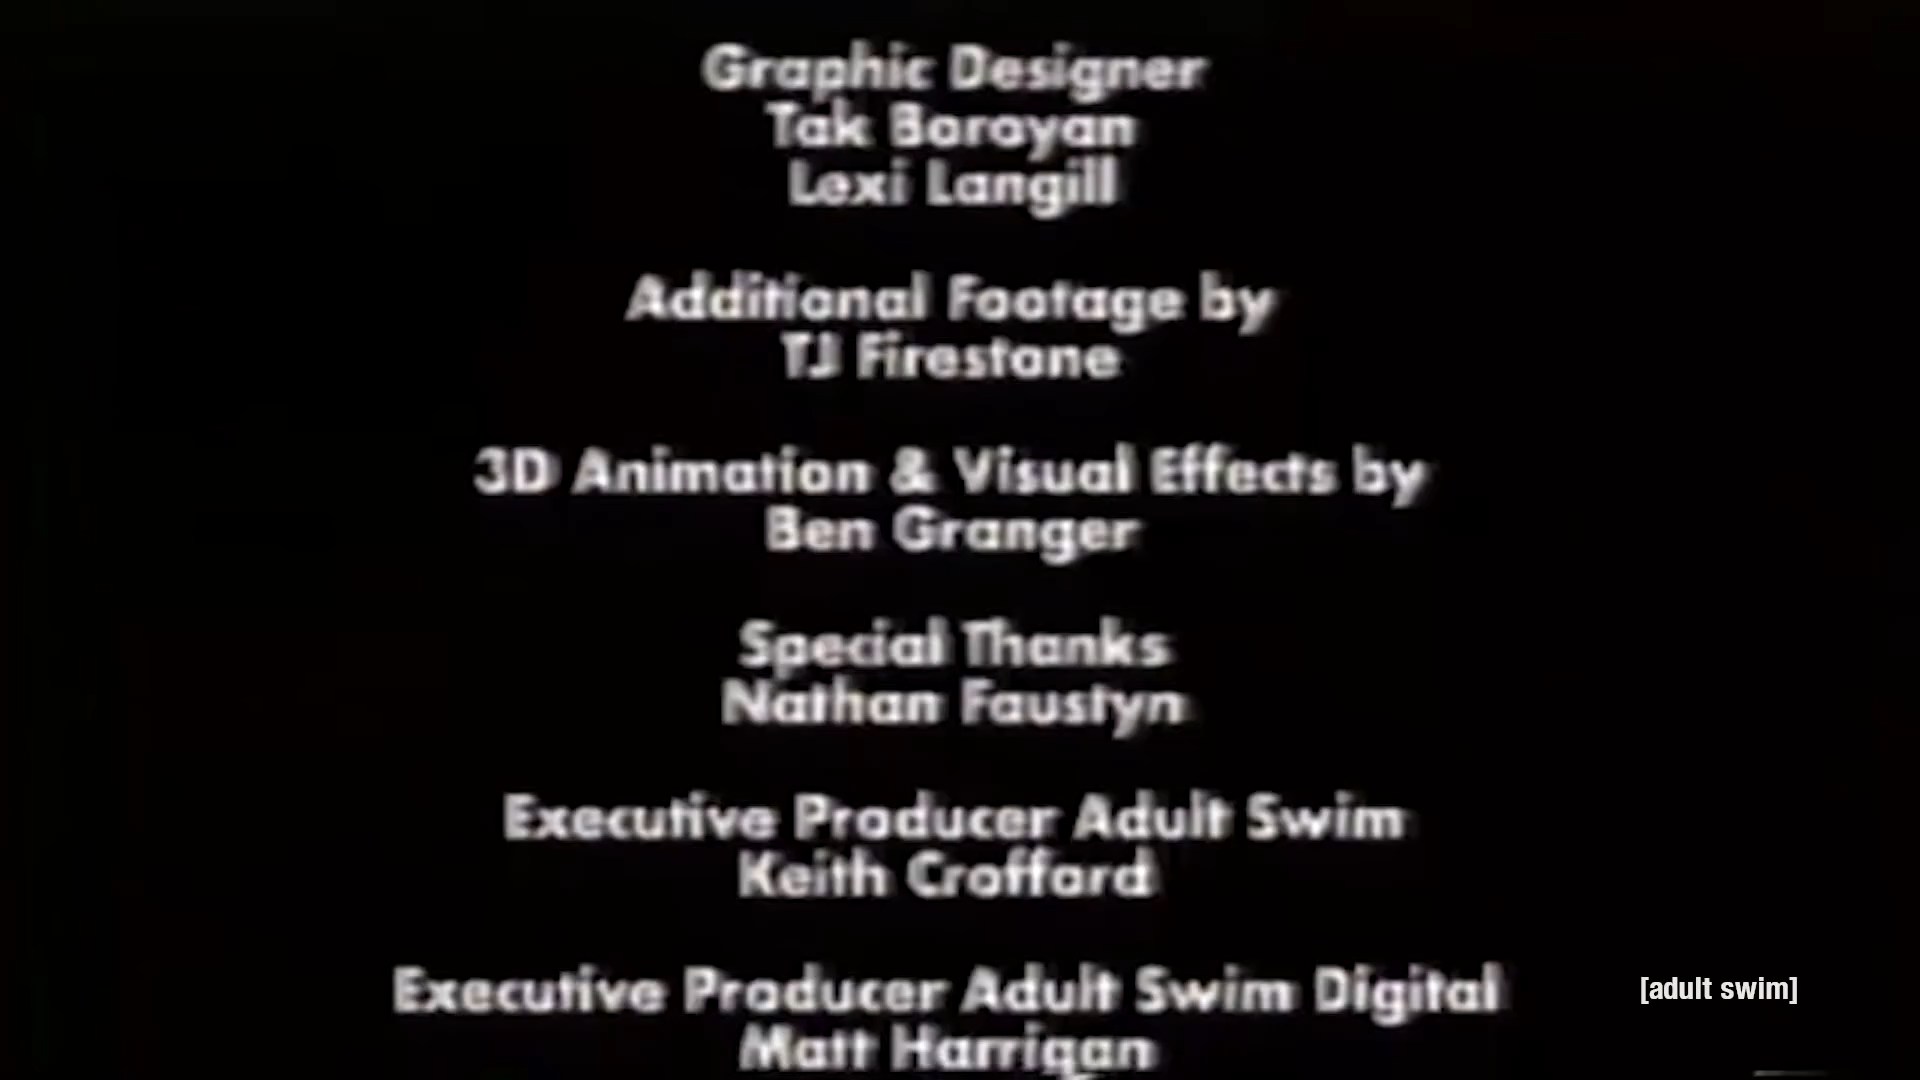 Graphic Designer
Tak Boroyan
Lexi Langill
Additional Footage by
TJ Firestone
3D Animation & Visual Effects by
Ben Granger
Special Thanks
Nathan Faustyn
Executive Producer Adult Swim
Keith Crofford
Executive Producer Adult Swim Digital
[adult swim]
Matt Harrigan